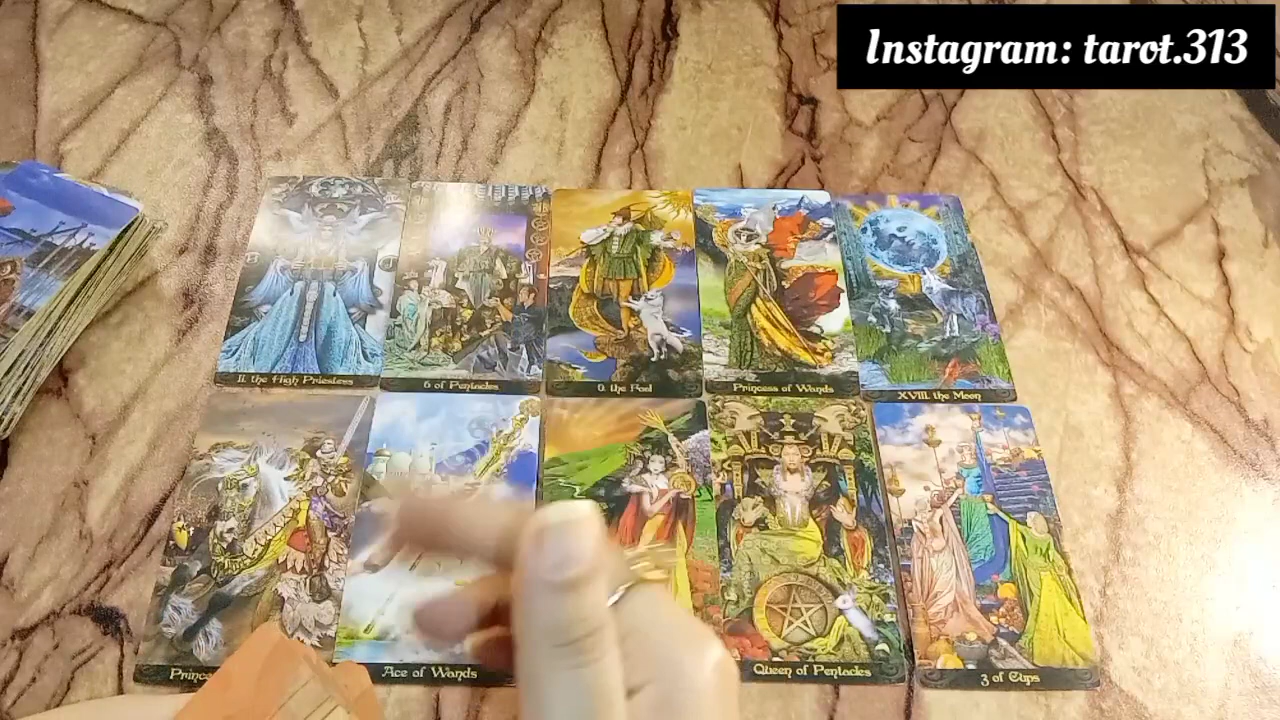 Instagram: tarot.313
II. the High Priestess
6 of Pentacles
0. the Fool
Princess of Wands
XVIII. the Moon
Ace of Wands
Queen of Pentacles
3 of Cups